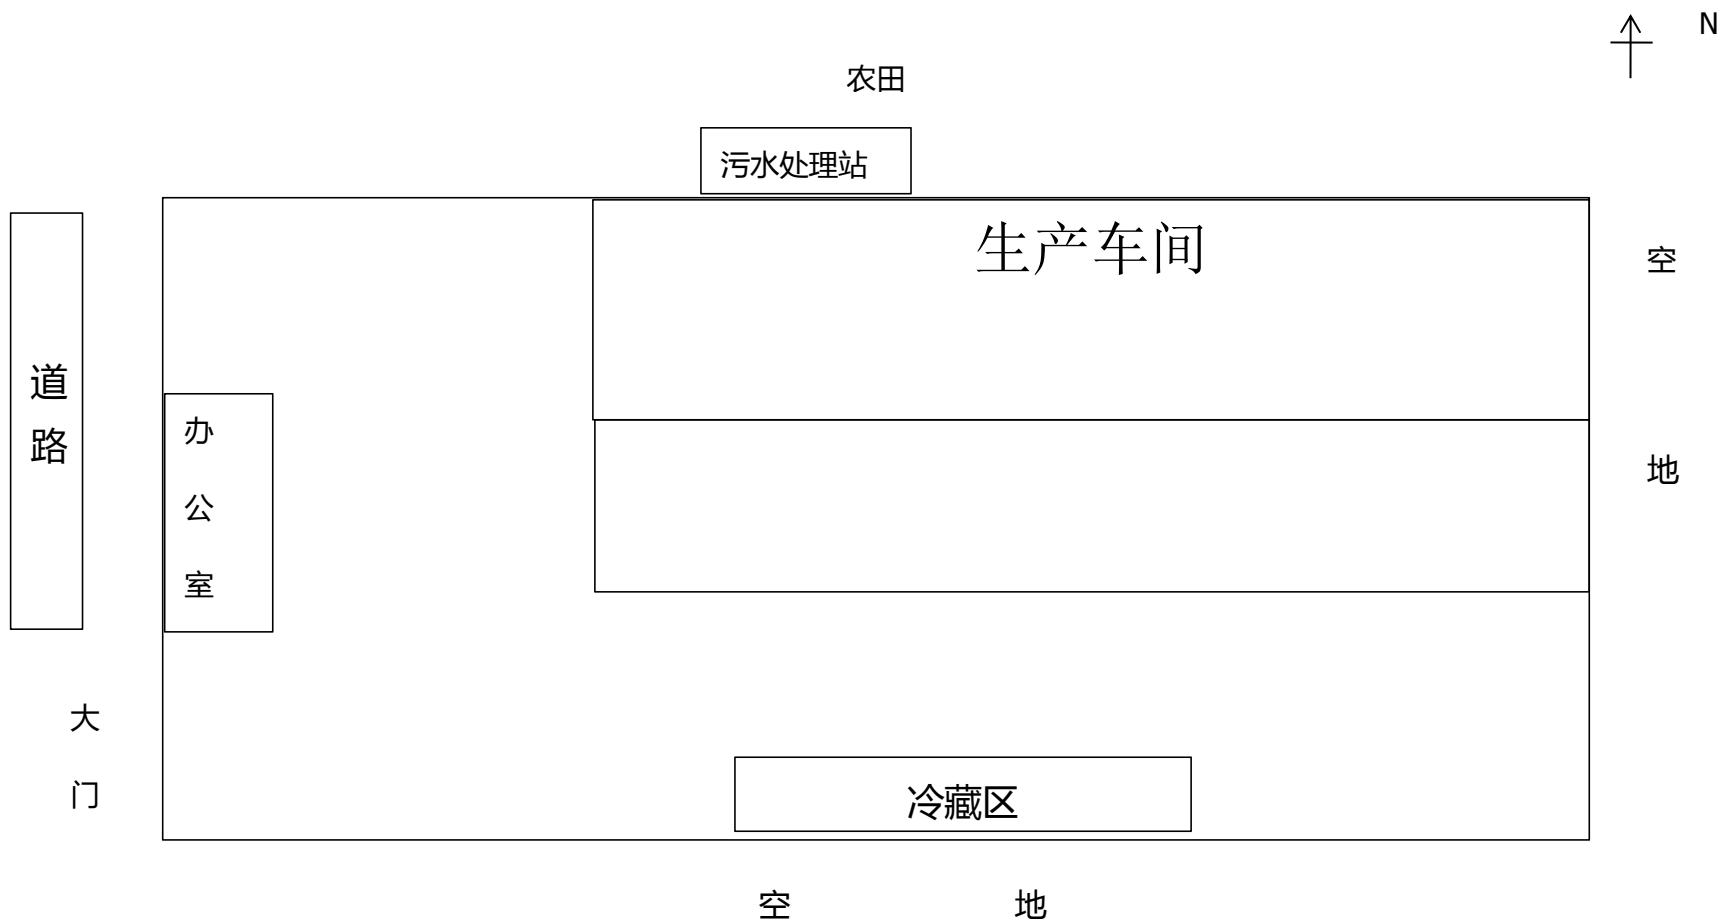 N
农田
污水处理站
生产车间
空地
道路
办公室
大门
冷藏区
空地